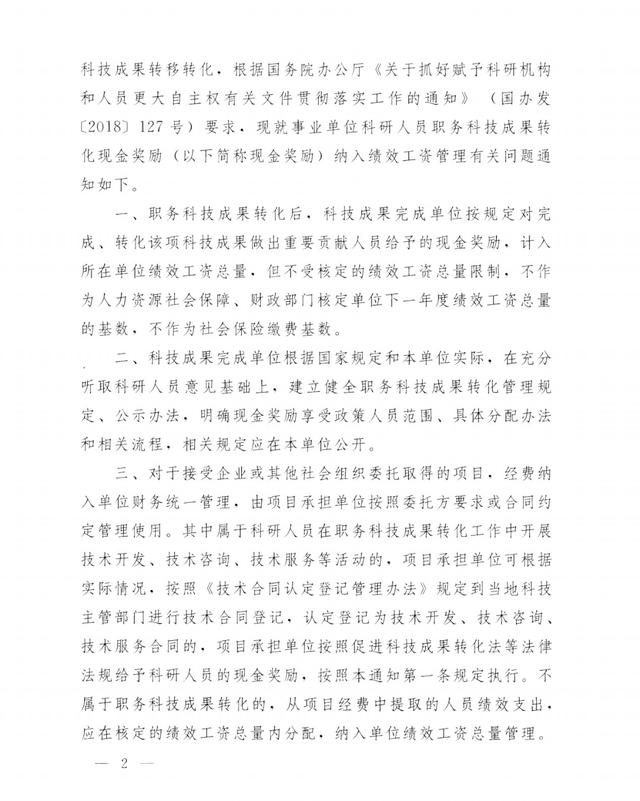 科技成果转移转化，根据国务院办公厅《关于抓好赋予科研机构
和人员更大自主权有关文件贯彻落实工作的通知》（国办发
〔2018〕127号）要求，现就事业单位科研人员职务科技成果转
化现金奖励（以下简称现金奖励）纳入绩效工资管理有关问题通
知如下。
一、职务科技成果转化后，科技成果完成单位按规定对完
成、转化该项科技成果做出重要贡献人员给予的现金奖励，计入
所在单位绩效工资总量，但不受核定的绩效工资总量限制，不作
为人力资源社会保障、财政部门核定单位下一年度绩效工资总量
的基数，不作为社会保险缴费基数。
二、科技成果完成单位根据国家规定和本单位实际，在充分
听取科研人员意见基础上，建立健全职务科技成果转化管理规
定、公示办法，明确现金奖励享受政策人员范围、具体分配办法
和相关流程，相关规定应在本单位公开。
三、对于接受企业或其他社会组织委托取得的项目，经费纳
入单位财务统一管理，由项目承担单位按照委托方要求或合同约
定管理使用。其中属于科研人员在职务科技成果转化工作中开展
技术开发、技术咨询、技术服务等活动的，项目承担单位可根据
实际情况，按照《技术合同认定登记管理办法》规定到当地科技
主管部门进行技术合同登记，认定登记为技术开发、技术咨询、
技术服务合同的，项目承担单位按照促进科技成果转化法等法律
法规给予科研人员的现金奖励，按照本通知第一条规定执行。不
属于职务科技成果转化的，从项目经费中提取的人员绩效支出，
应在核定的绩效工资总量内分配，纳入单位绩效工资总量管理。
— 2 —